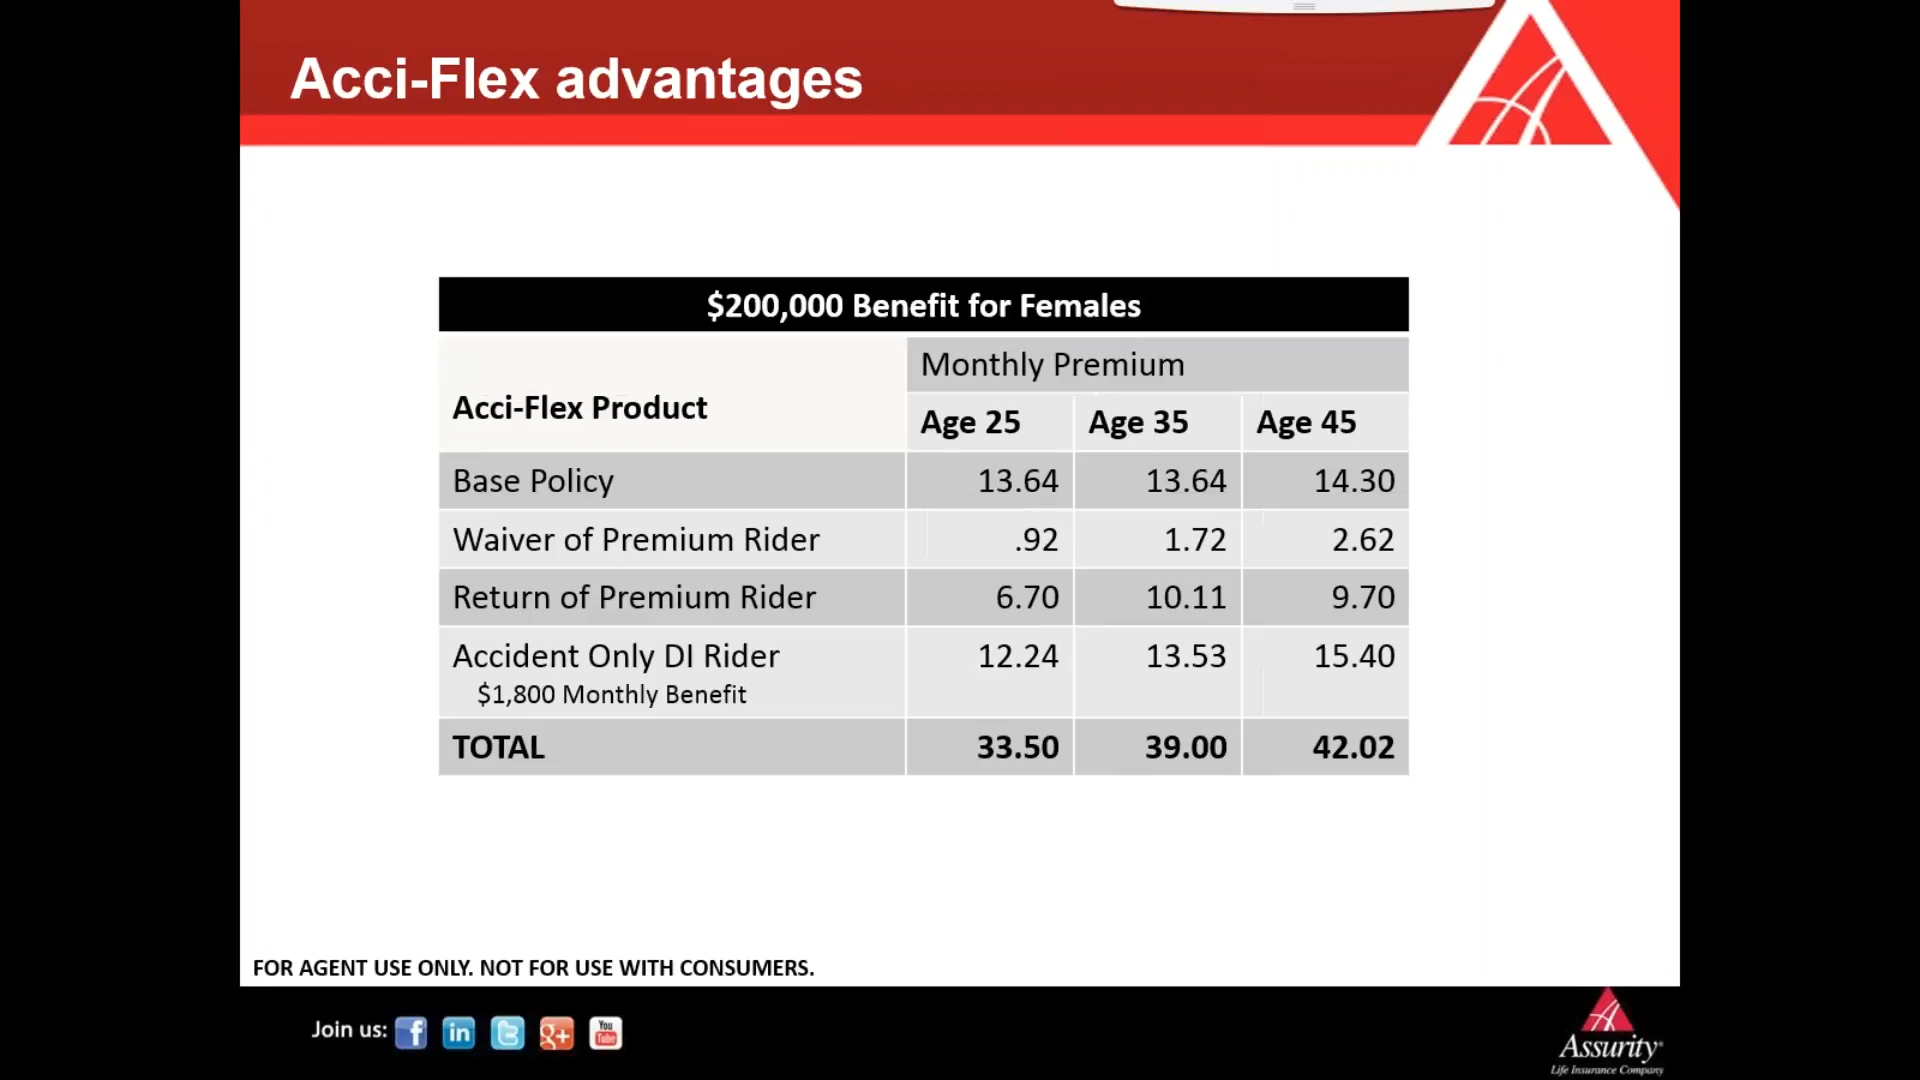 Acci-Flex advantages
$200,000 Benefit for Females
Acci-Flex Product
Monthly Premium
Age 25 Age 35 Age 45
Base Policy 13.64 13.64 14.30
Waiver of Premium Rider .92 1.72 2.62
Return of Premium Rider 6.70 10.11 9.70
Accident Only DI Rider 12.24 13.53 15.40
$1,800 Monthly Benefit
TOTAL 33.50 39.00 42.02
FOR AGENT USE ONLY. NOT FOR USE WITH CONSUMERS.
Join us: f in t g+ You Tube
Assurity®
Life Insurance Company